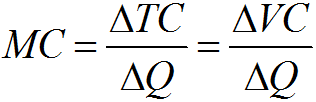 MC = ΔTC/ΔQ = ΔVC/ΔQ